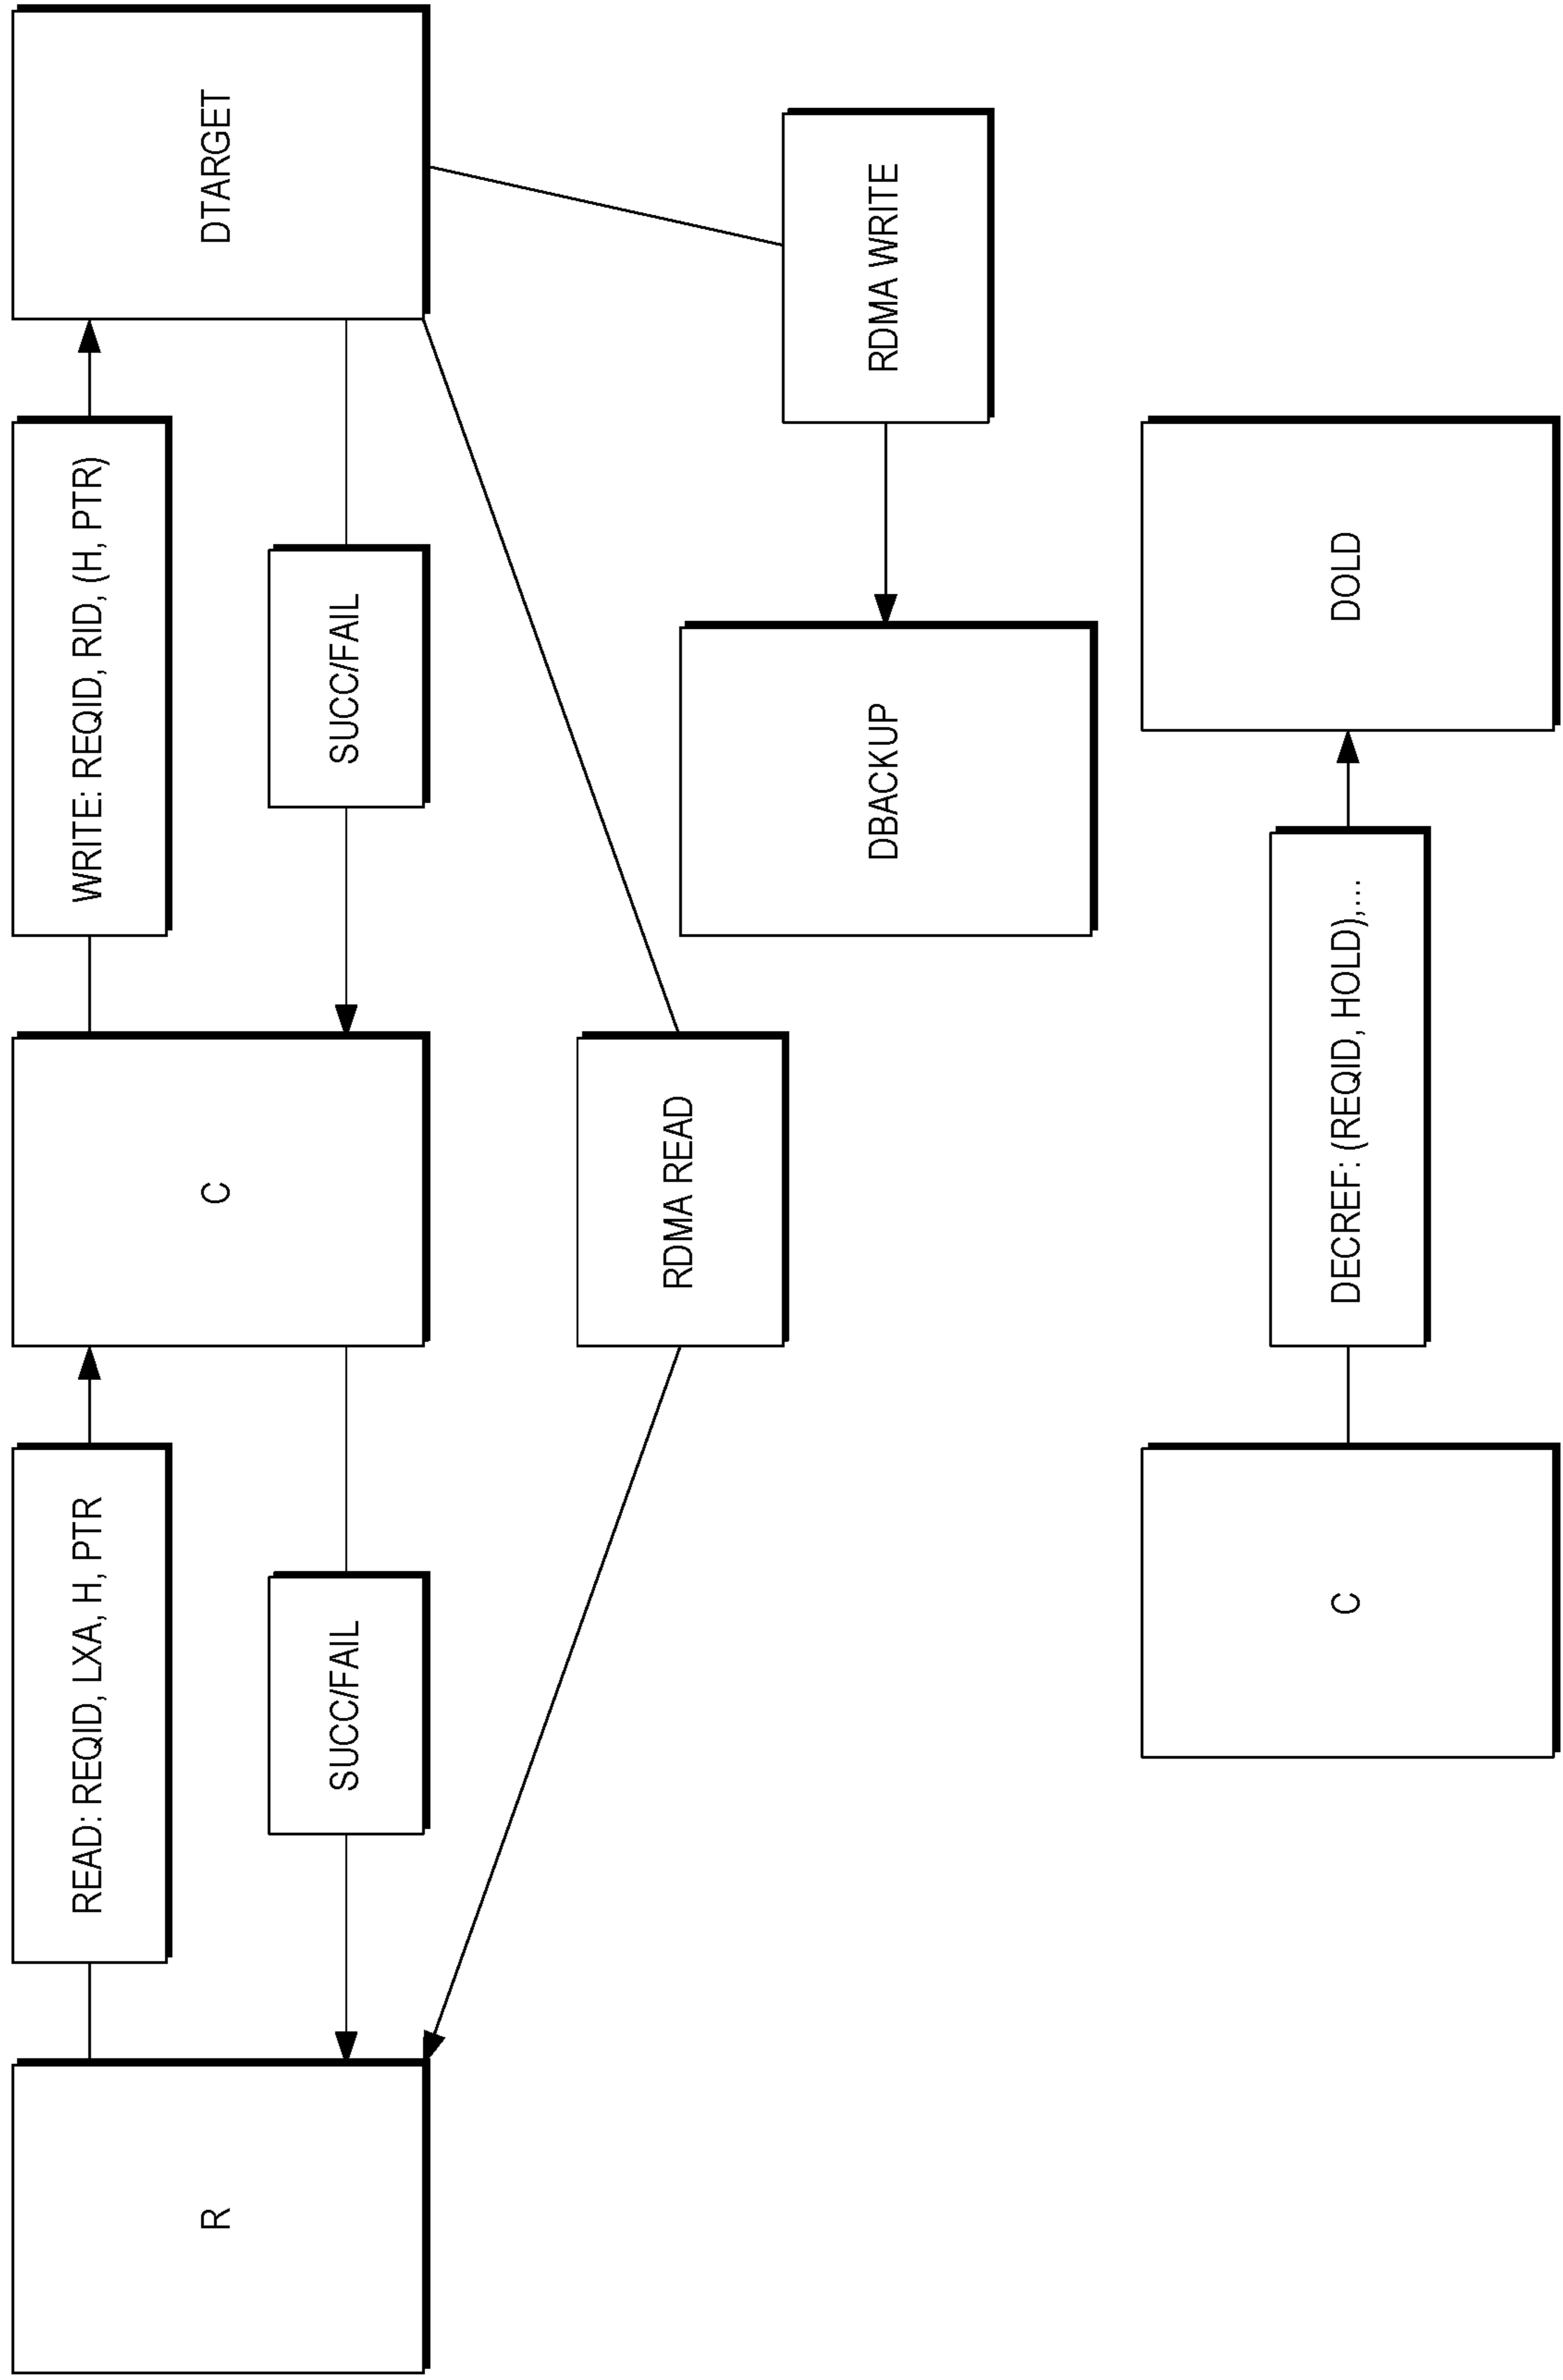 R
READ: REQID, LXA, H, PTR
C
WRITE: REQID, RID, (H, PTR)
DTARGET
SUCC/FAIL
SUCC/FAIL
RDMA READ
RDMA WRITE
DBACKUP
C
DECREF: (REQID, HOLD),...
DOLD